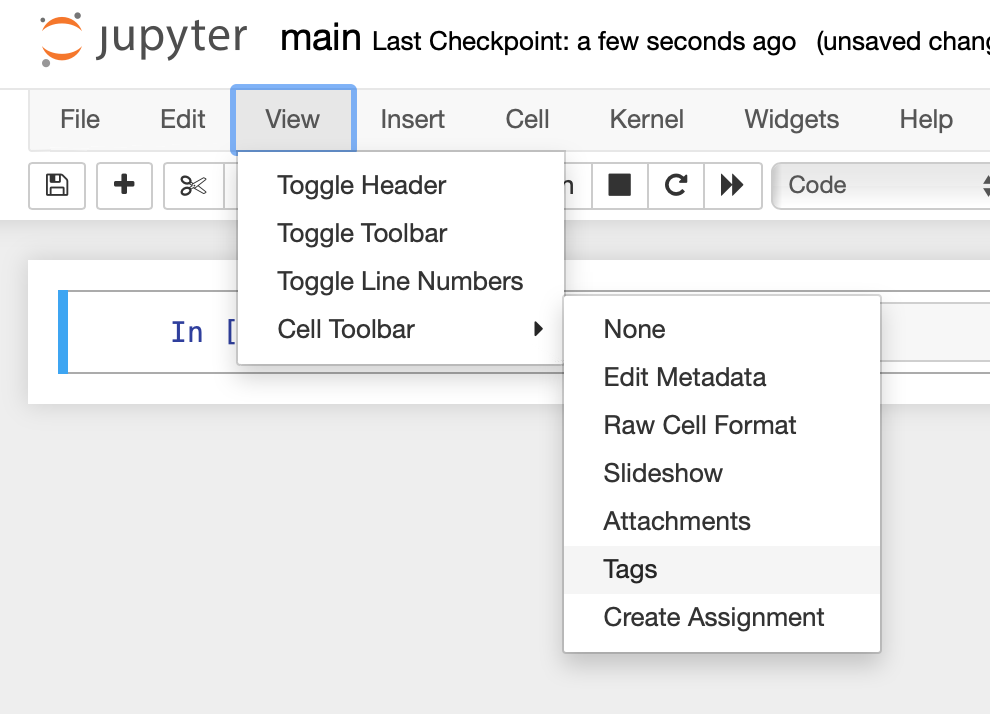 jupyter main Last Checkpoint: a few seconds ago (unsaved
File Edit View Insert Cell Kernel Widgets Help
Toggle Header
Code
Toggle Toolbar
Toggle Line Numbers
In [
Cell Toolbar
None
Edit Metadata
Raw Cell Format
Slideshow
Attachments
Tags
Create Assignment